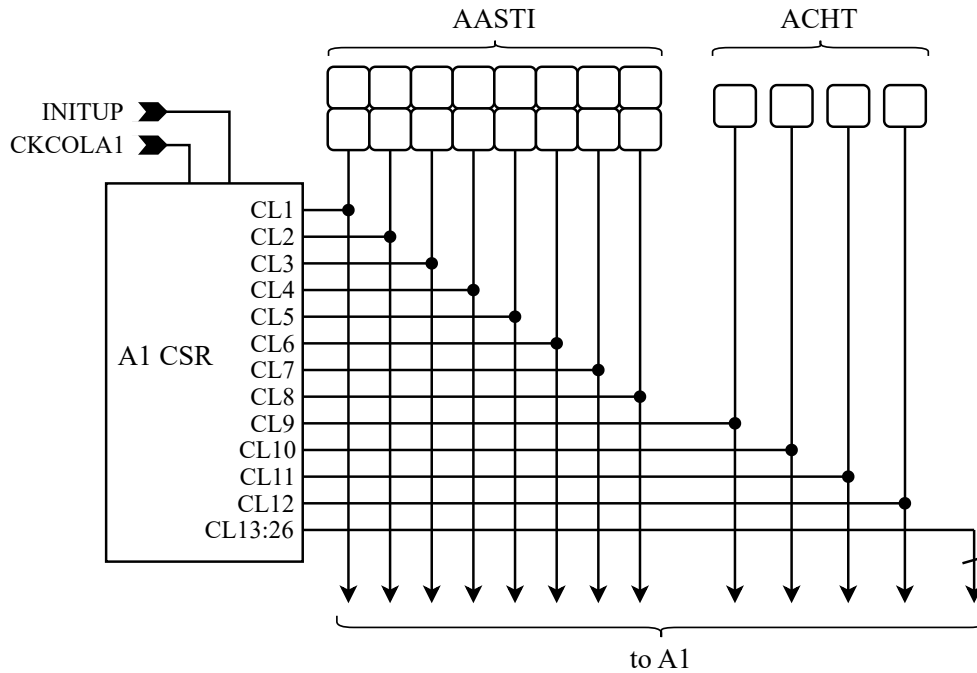 AASTI
ACHT
INITUP
CKCOLA1
CL1
CL2
CL3
CL4
CL5
CL6
CL7
CL8
CL9
CL10
CL11
CL12
CL13:26
A1 CSR
to A1